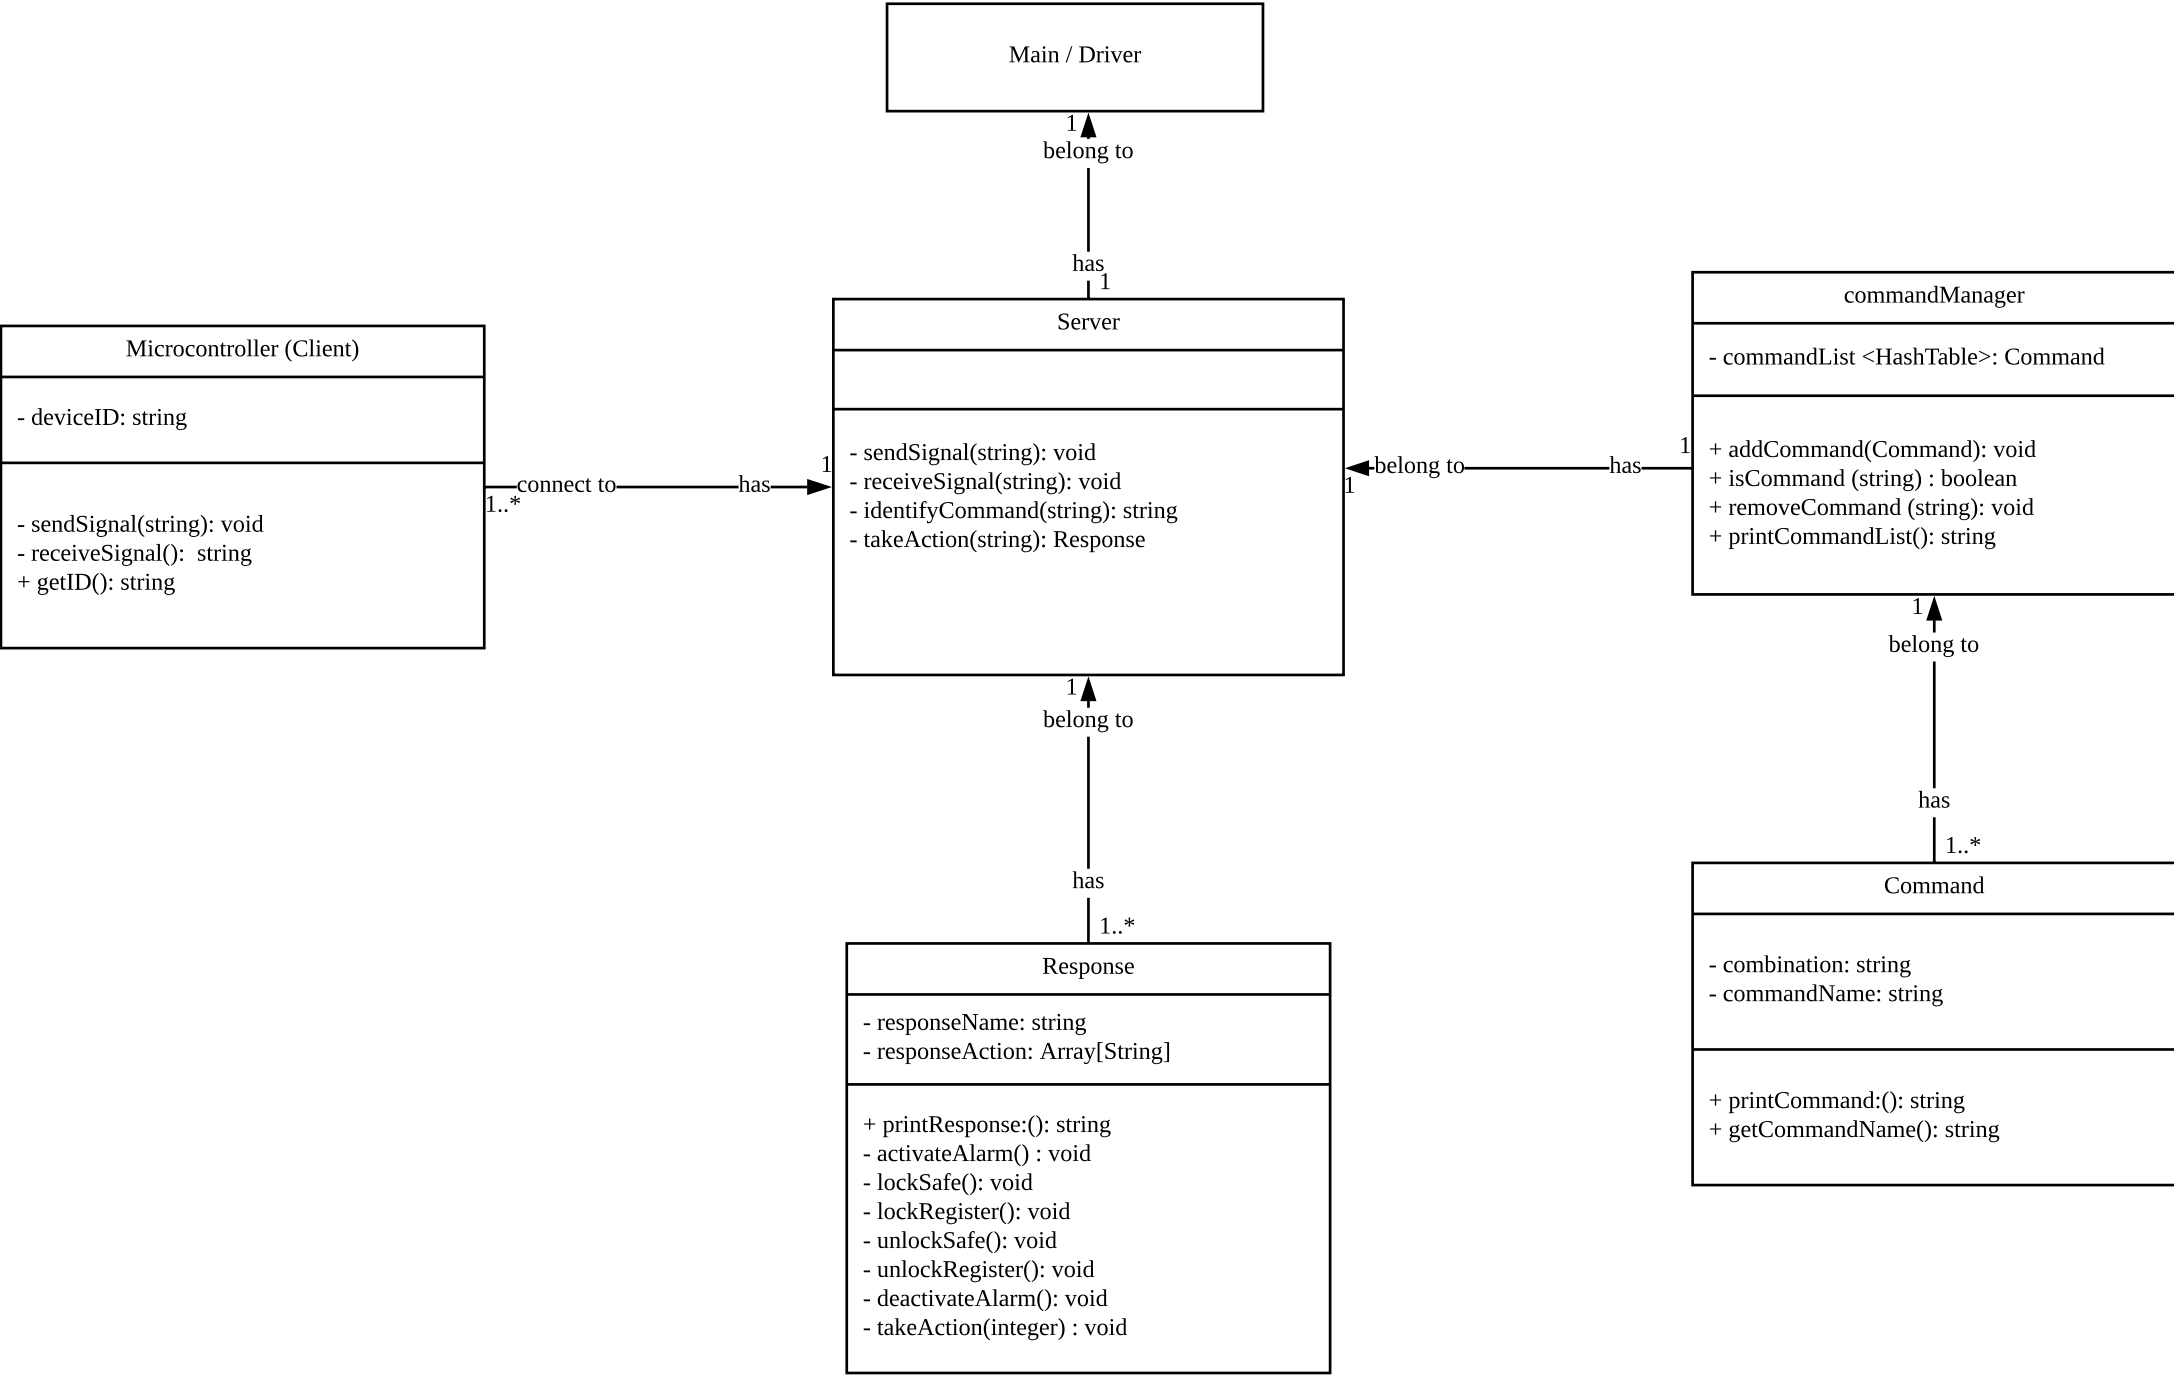 Main / Driver
1
belong to
has
1
Microcontroller (Client)
- deviceID: string
- sendSignal(string): void
- receiveSignal():  string
+ getID(): string
connect to
1..*
has
1
Server
- sendSignal(string): void
- receiveSignal(string): void
- identifyCommand(string): string
- takeAction(string): Response
belong to
1
has
1
commandManager
- commandList <HashTable>: Command
+ addCommand(Command): void
+ isCommand (string) : boolean
+ removeCommand (string): void
+ printCommandList(): string
1
belong to
has
1..*
Command
- combination: string
- commandName: string
+ printCommand:(): string
+ getCommandName(): string
1
belong to
has
1..*
Response
- responseName: string
- responseAction: Array[String]
+ printResponse:(): string
- activateAlarm() : void
- lockSafe(): void
- lockRegister(): void
- unlockSafe(): void
- unlockRegister(): void
- deactivateAlarm(): void
- takeAction(integer) : void